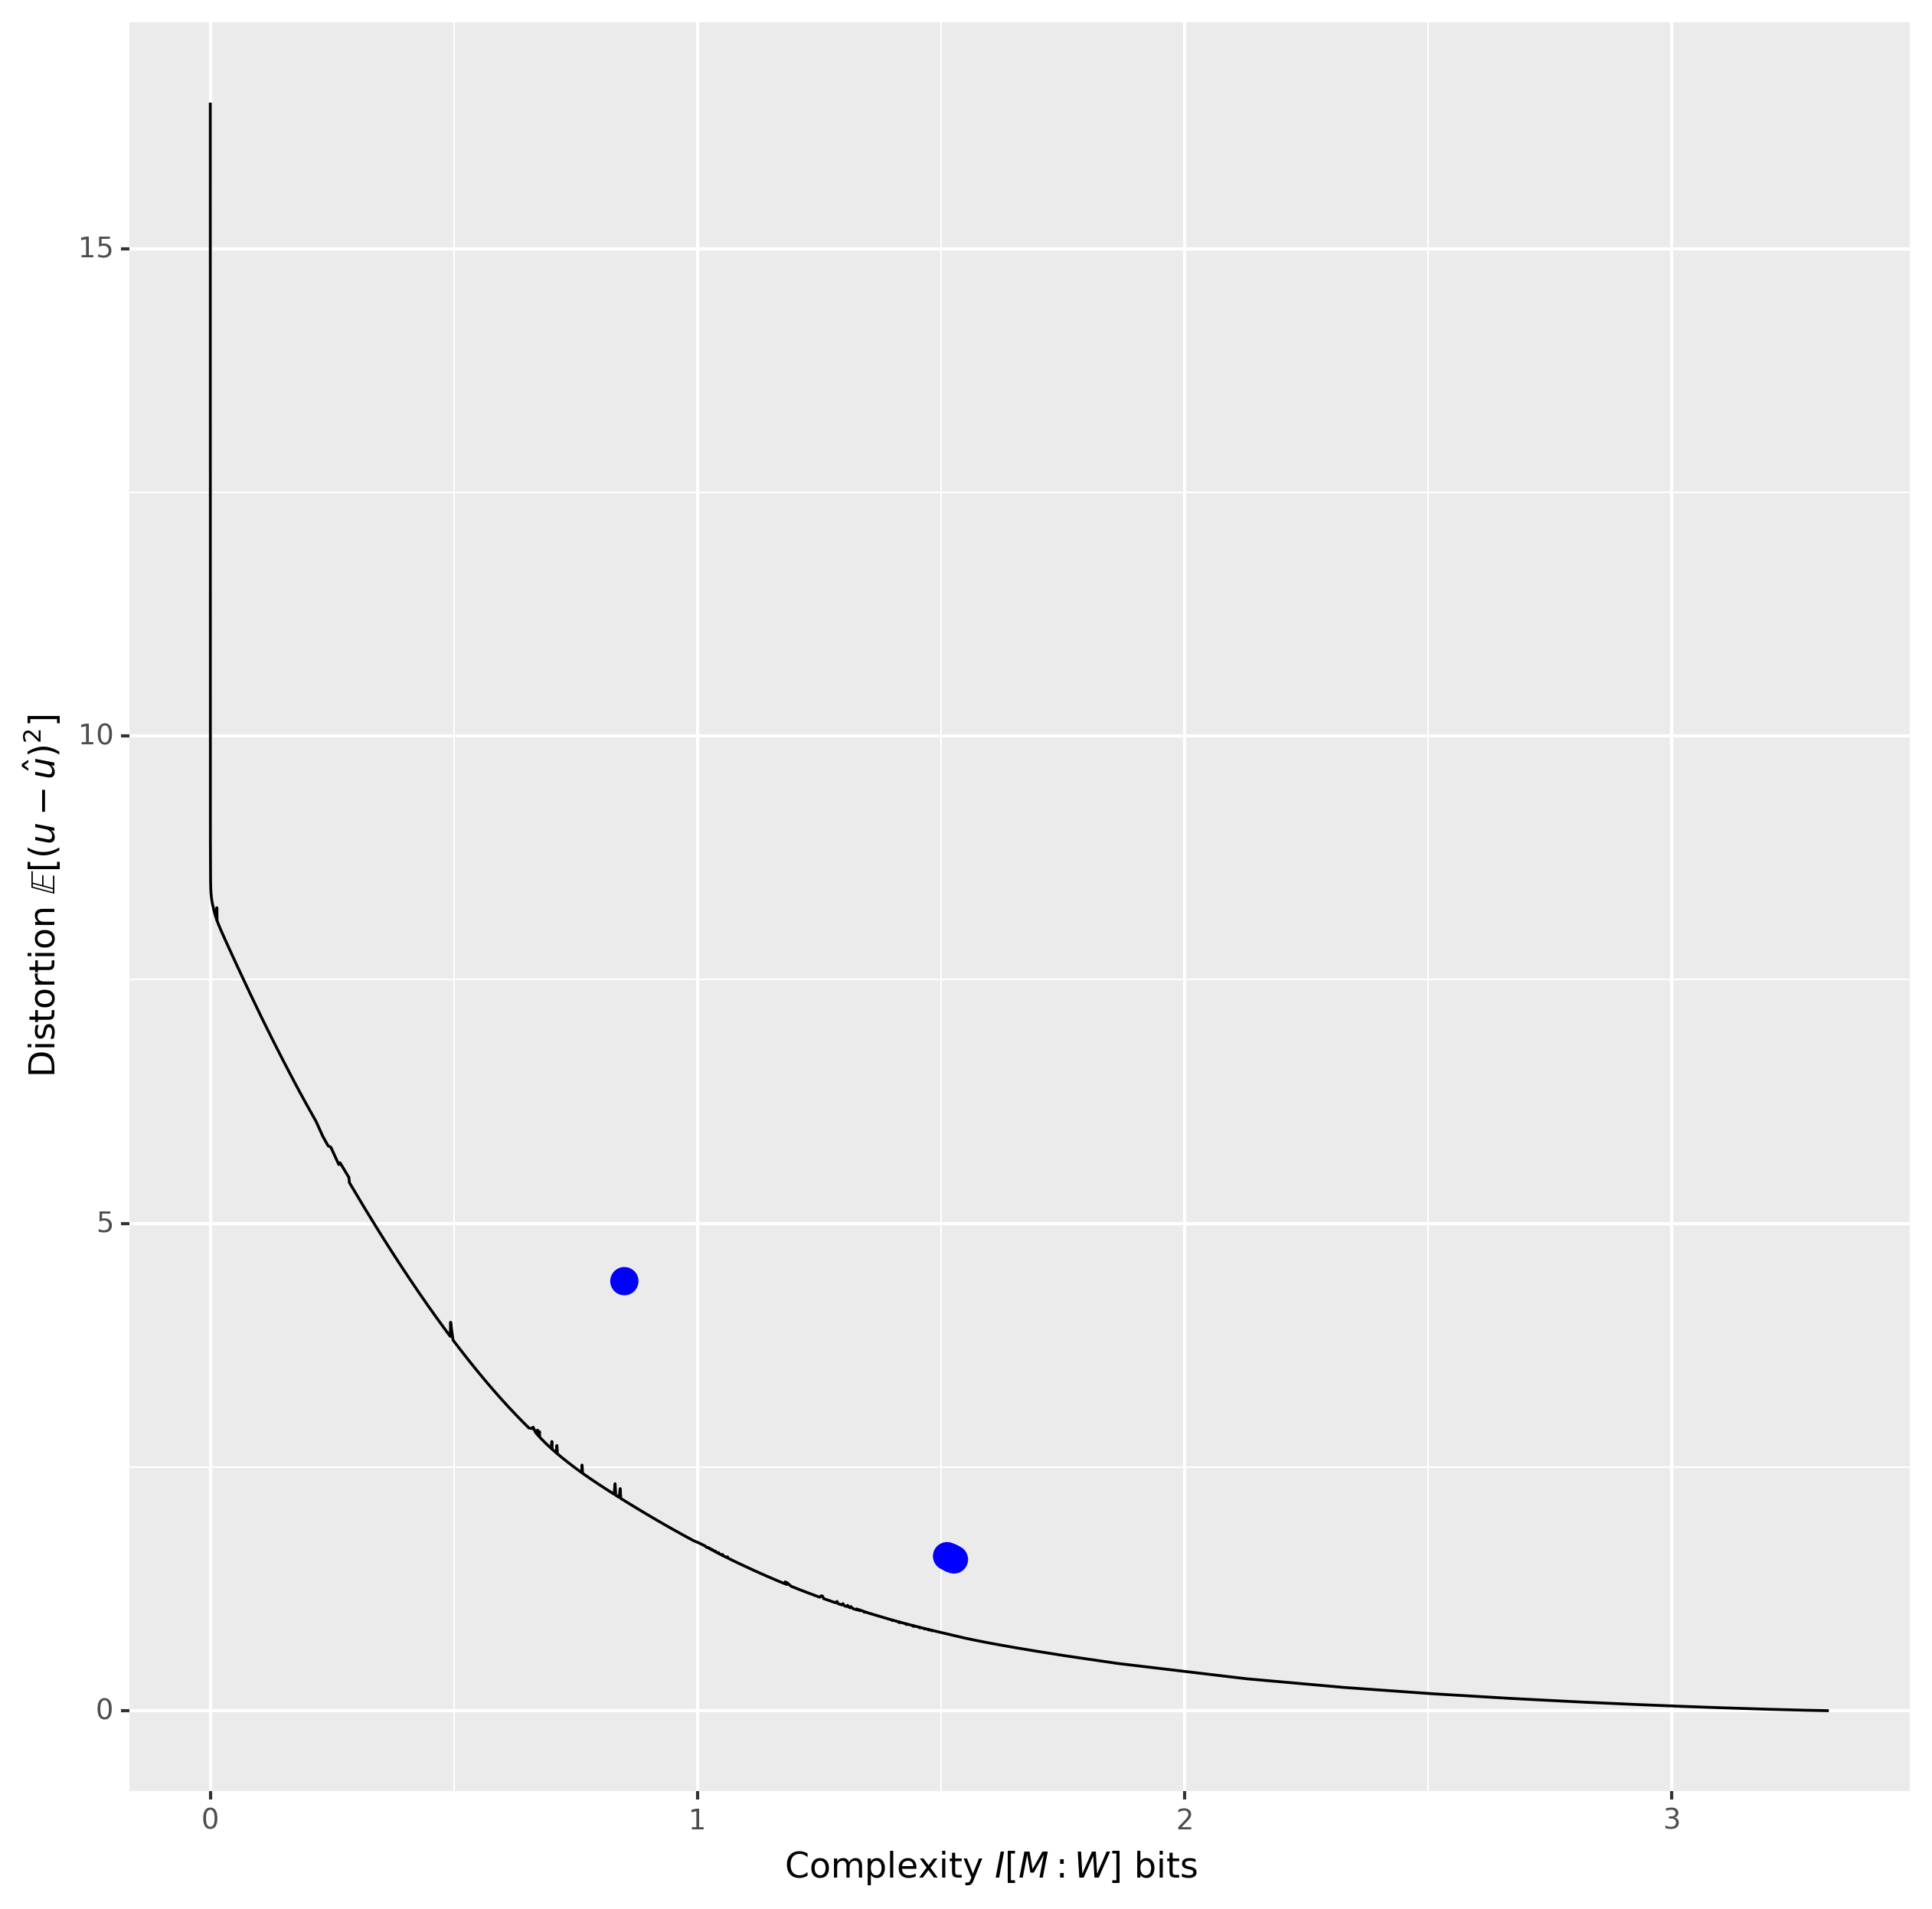 Distortion 𝔼[(u − û)²]
15
10
5
0
0 1 2 3
Complexity I[M : W] bits